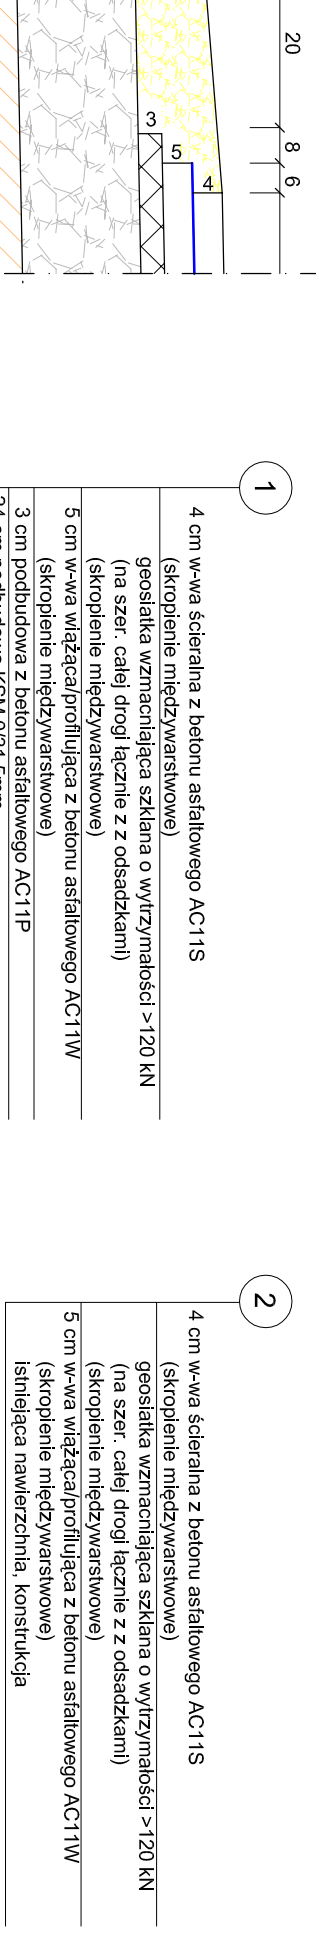 20
8
6
3
5
4
1
4 cm w-wa ścieralna z betonu asfaltowego AC11S
(skropienie międzywarstwowe)
geosiatka wzmacniająca szklana o wytrzymałości >120 kN
(na szer. całej drogi łącznie z z odsadzkami)
(skropienie międzywarstwowe)
5 cm w-wa wiążąca/profilująca z betonu asfaltowego AC11W
(skropienie międzywarstwowe)
3 cm podbudowa z betonu asfaltowego AC11P
2
4 cm w-wa ścieralna z betonu asfaltowego AC11S
(skropienie międzywarstwowe)
geosiatka wzmacniająca szklana o wytrzymałości >120 kN
(na szer. całej drogi łącznie z z odsadzkami)
(skropienie międzywarstwowe)
5 cm w-wa wiążąca/profilująca z betonu asfaltowego AC11W
(skropienie międzywarstwowe)
istniejąca nawierzchnia, konstrukcja